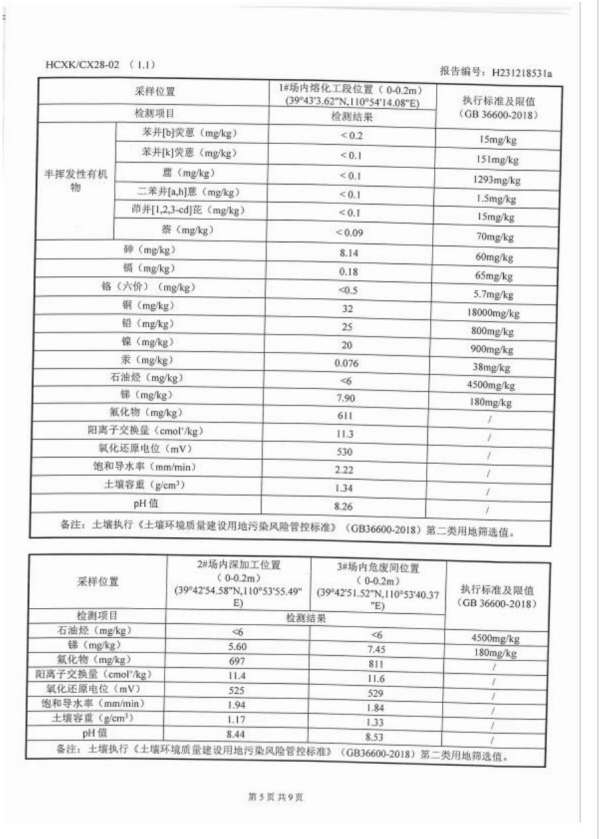 HCXK/CX28-02 （1.1）
报告编号：H231218531a
采样位置 1#场内熔化工段位置（0-0.2m） (39°43'3.62"N,110°54'14.08"E) 执行标准及限值 (GB 36600-2018)
检测项目 检测结果
半挥发性有机物 苯并[b]荧蒽（mg/kg） <0.2 15mg/kg
苯并[k]荧蒽（mg/kg） <0.1 151mg/kg
䓛（mg/kg） <0.1 1293mg/kg
二苯并[a,h]蒽（mg/kg） <0.1 1.5mg/kg
茚并[1,2,3-cd]芘（mg/kg） <0.1 15mg/kg
萘（mg/kg） <0.09 70mg/kg
砷（mg/kg） 8.14 60mg/kg
镉（mg/kg） 0.18 65mg/kg
铬（六价）（mg/kg） <0.5 5.7mg/kg
铜（mg/kg） 32 18000mg/kg
铅（mg/kg） 25 800mg/kg
镍（mg/kg） 20 900mg/kg
汞（mg/kg） 0.076 38mg/kg
石油烃（mg/kg） <6 4500mg/kg
锑（mg/kg） 7.90 180mg/kg
氟化物（mg/kg） 611 /
阳离子交换量（cmol⁺/kg） 11.3 /
氧化还原电位（mV） 530 /
饱和导水率（mm/min） 2.22 /
土壤容重（g/cm³） 1.34 /
pH 值 8.26 /
备注：土壤执行《土壤环境质量建设用地污染风险管控标准》（GB36600-2018）第二类用地筛选值。
采样位置 2#场内深加工位置（0-0.2m） (39°42'54.58"N,110°53'55.49"E) 3#场内危废间位置（0-0.2m） (39°42'51.52"N,110°53'40.37"E) 执行标准及限值 (GB 36600-2018)
检测项目 检测结果
石油烃（mg/kg） <6 <6 4500mg/kg
锑（mg/kg） 5.60 7.45 180mg/kg
氟化物（mg/kg） 697 811 /
阳离子交换量（cmol⁺/kg） 11.4 11.6 /
氧化还原电位（mV） 525 529 /
饱和导水率（mm/min） 1.94 1.84 /
土壤容重（g/cm³） 1.17 1.33 /
pH 值 8.44 8.53 /
备注：土壤执行《土壤环境质量建设用地污染风险管控标准》（GB36600-2018）第二类用地筛选值。
第 5 页 共 9 页